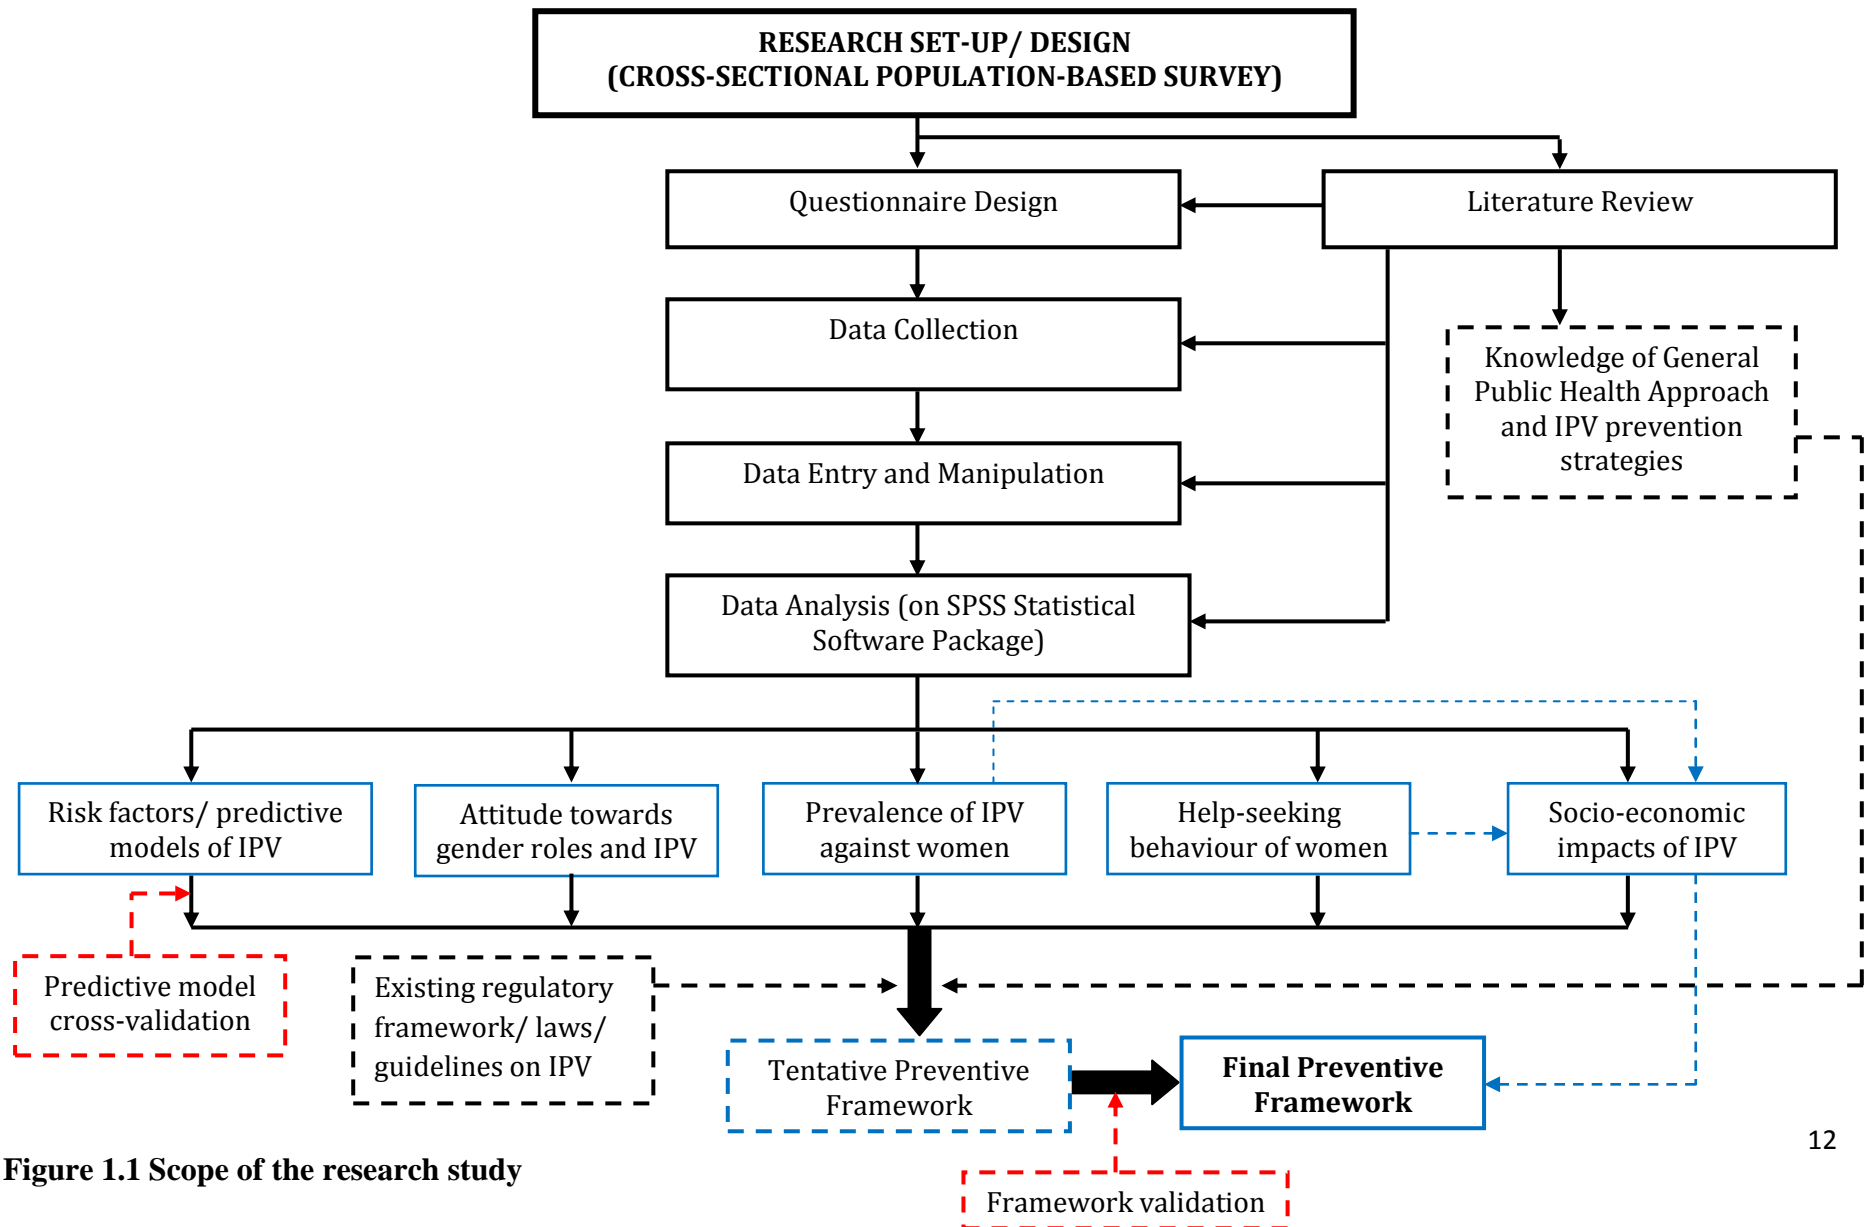 RESEARCH SET-UP/ DESIGN
(CROSS-SECTIONAL POPULATION-BASED SURVEY)
Questionnaire Design
Literature Review
Data Collection
Knowledge of General
Public Health Approach
and IPV prevention
strategies
Data Entry and Manipulation
Data Analysis (on SPSS Statistical
Software Package)
Risk factors/ predictive
models of IPV
Attitude towards
gender roles and IPV
Prevalence of IPV
against women
Help-seeking
behaviour of women
Socio-economic
impacts of IPV
Predictive model
cross-validation
Existing regulatory
framework/ laws/
guidelines on IPV
Tentative Preventive
Framework
Final Preventive
Framework
12
Figure 1.1 Scope of the research study
Framework validation